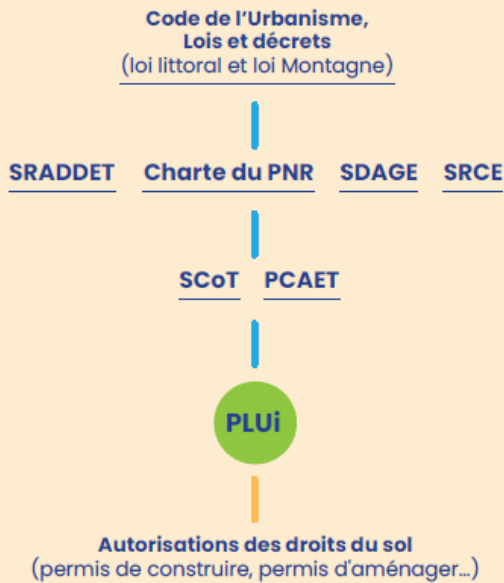 Code de l’Urbanisme,
Lois et décrets
(loi littoral et loi Montagne)
SRADDET Charte du PNR SDAGE SRCE
SCoT PCAET
PLUi
Autorisations des droits du sol
(permis de construire, permis d'aménager...)